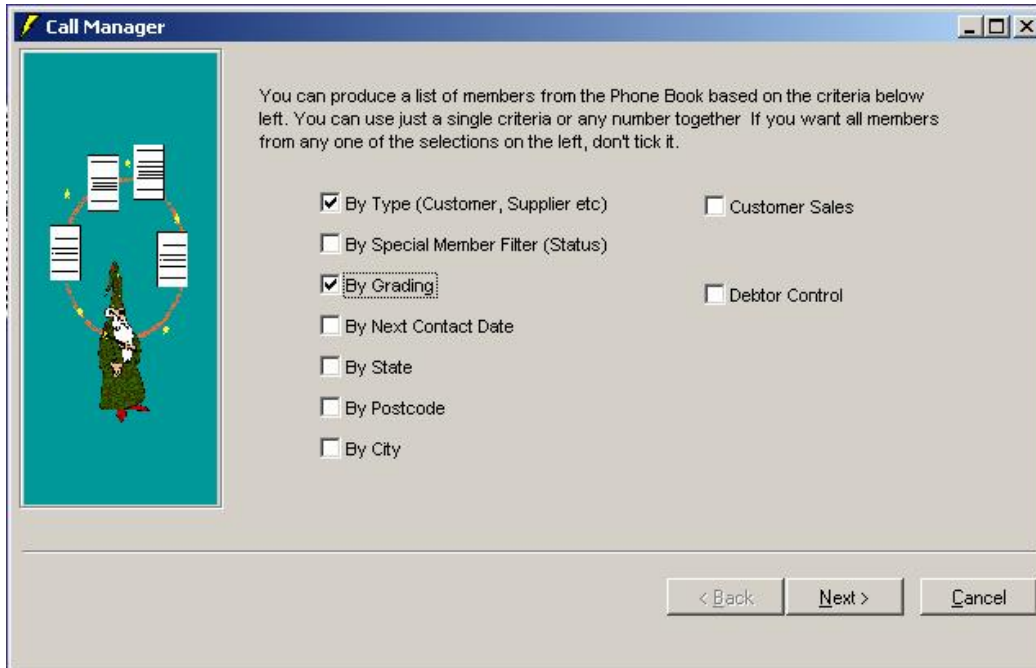 Call Manager
You can produce a list of members from the Phone Book based on the criteria below
left. You can use just a single criteria or any number together  If you want all members
from any one of the selections on the left, don't tick it.
By Type (Customer, Supplier etc)
Customer Sales
By Special Member Filter (Status)
By Grading
Debtor Control
By Next Contact Date
By State
By Postcode
By City
< Back
Next >
Cancel